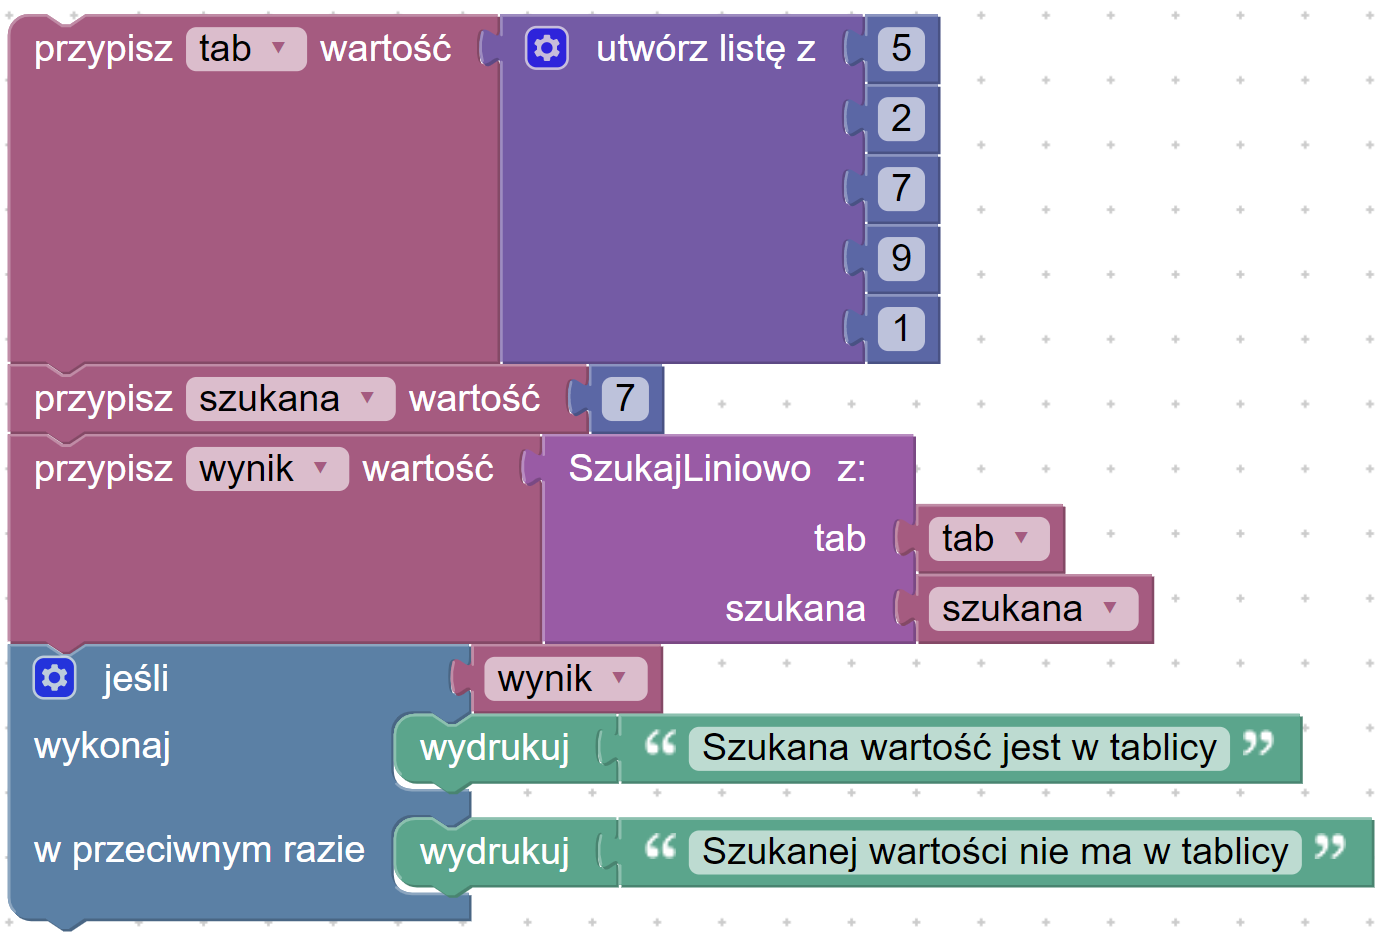 przypisz tab wartość utwórz listę z 5
2
7
9
1
przypisz szukana wartość 7
przypisz wynik wartość SzukajLiniowo z:
tab tab
szukana szukana
jeśli wynik
wykonaj wydrukuj “ Szukana wartość jest w tablicy ”
w przeciwnym razie wydrukuj “ Szukanej wartości nie ma w tablicy ”